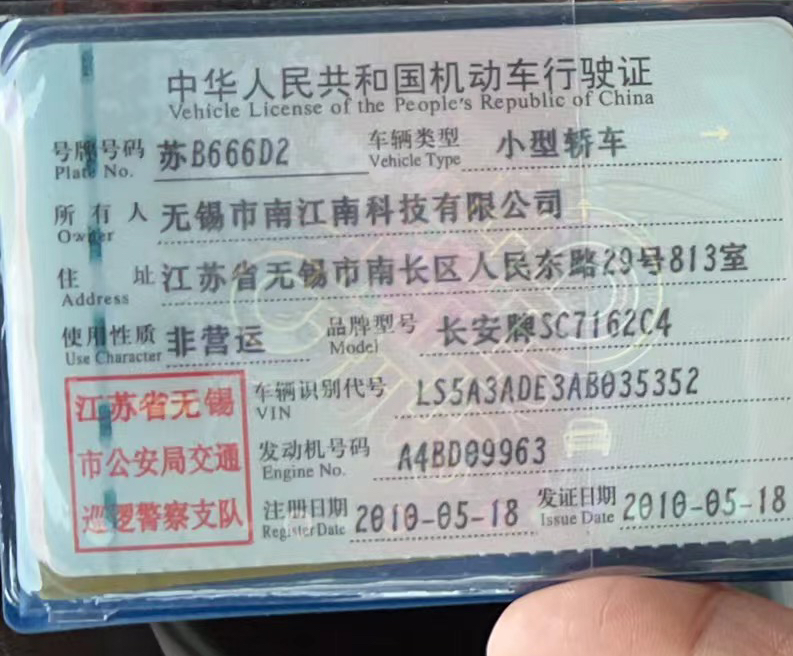 中华人民共和国机动车行驶证
Vehicle License of the People's Republic of China
号牌号码 苏B666D2 车辆类型 小型轿车
Plate No. Vehicle Type
所有人 无锡市南江南科技有限公司
Owner
住址 江苏省无锡市南长区人民东路29号813室
Address
使用性质 非营运 品牌型号 长安牌SC7162C4
Use Character Model
江苏省无锡
市公安局交通
巡逻警察支队
车辆识别代号 LS5A3ADE3AB035352
VIN
发动机号码 A4BD09963
Engine No.
注册日期 2010-05-18 发证日期 2010-05-18
Register Date Issue Date